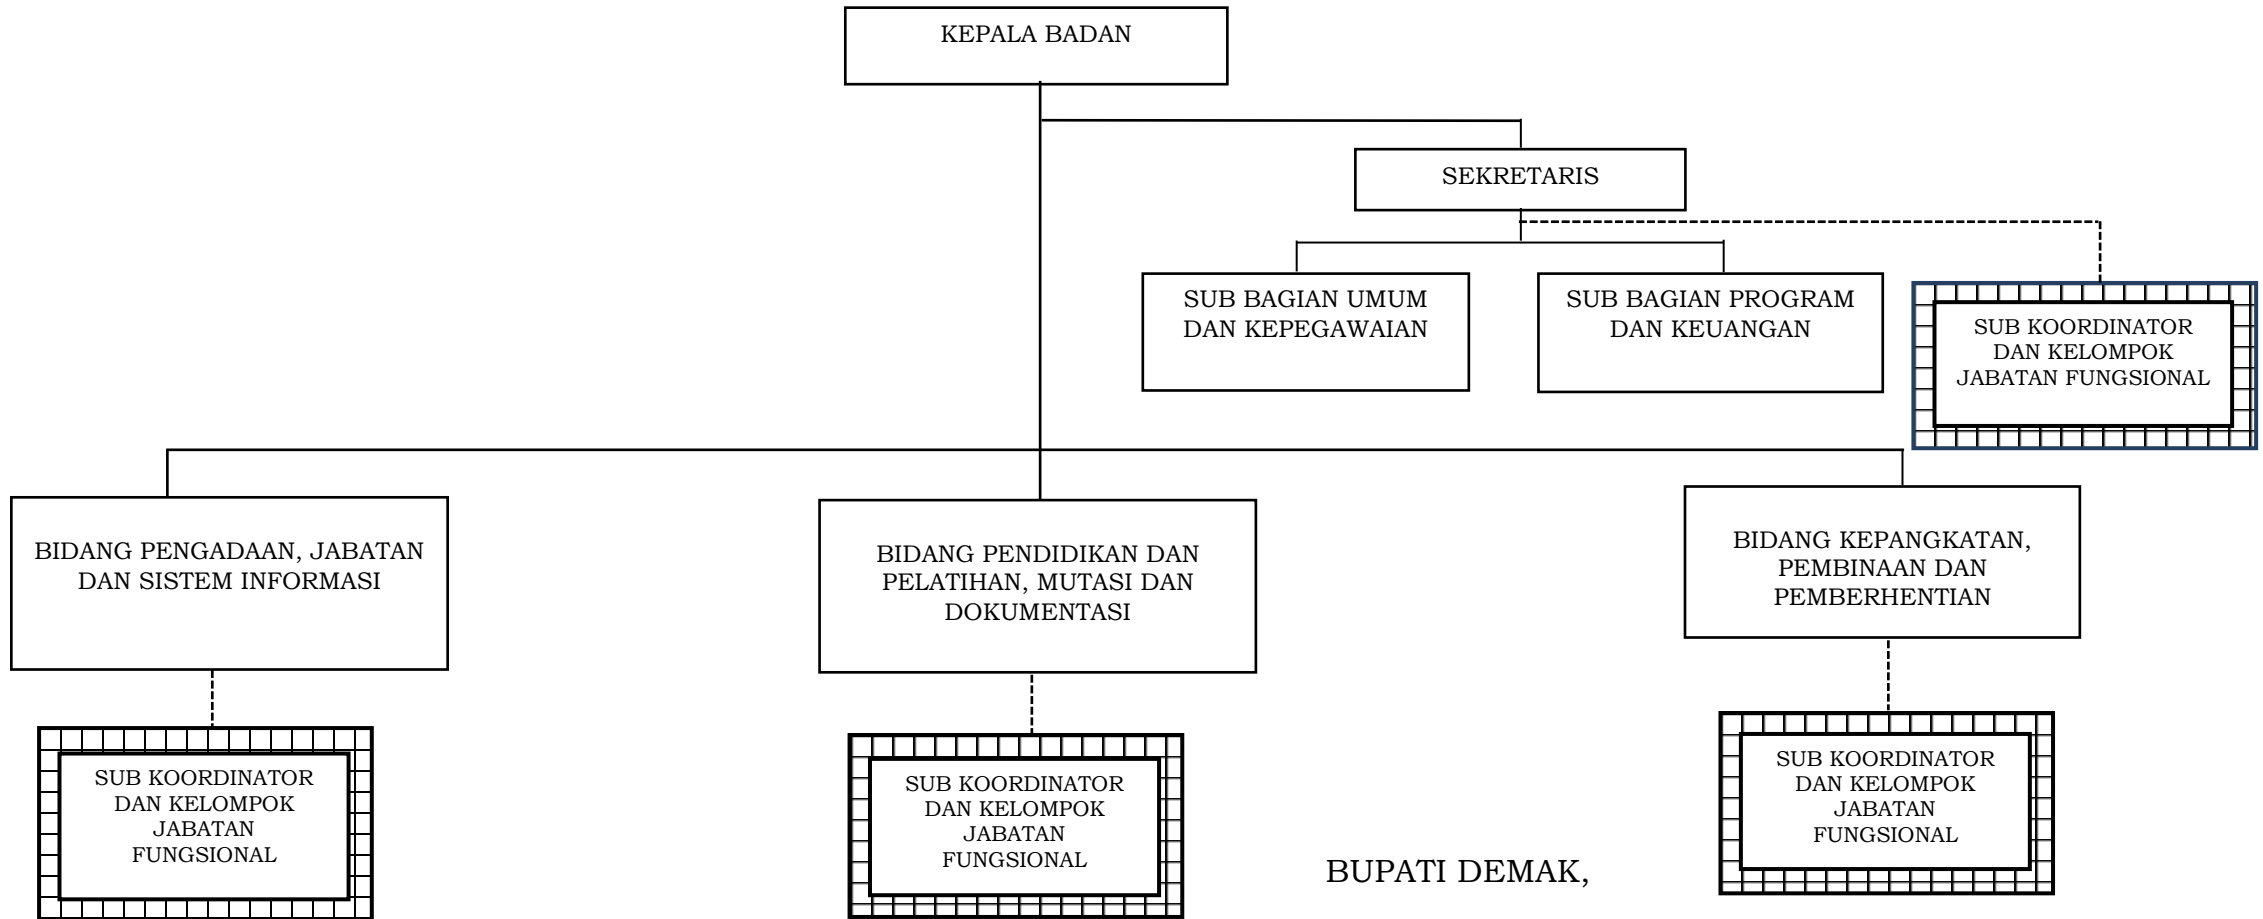 KEPALA BADAN
SEKRETARIS
SUB BAGIAN UMUM
DAN KEPEGAWAIAN
SUB BAGIAN PROGRAM
DAN KEUANGAN
SUB KOORDINATOR
DAN KELOMPOK
JABATAN FUNGSIONAL
BIDANG PENGADAAN, JABATAN
DAN SISTEM INFORMASI
BIDANG PENDIDIKAN DAN
PELATIHAN, MUTASI DAN
DOKUMENTASI
BIDANG KEPANGKATAN,
PEMBINAAN DAN
PEMBERHENTIAN
SUB KOORDINATOR
DAN KELOMPOK
JABATAN
FUNGSIONAL
SUB KOORDINATOR
DAN KELOMPOK
JABATAN
FUNGSIONAL
SUB KOORDINATOR
DAN KELOMPOK
JABATAN
FUNGSIONAL
BUPATI DEMAK,